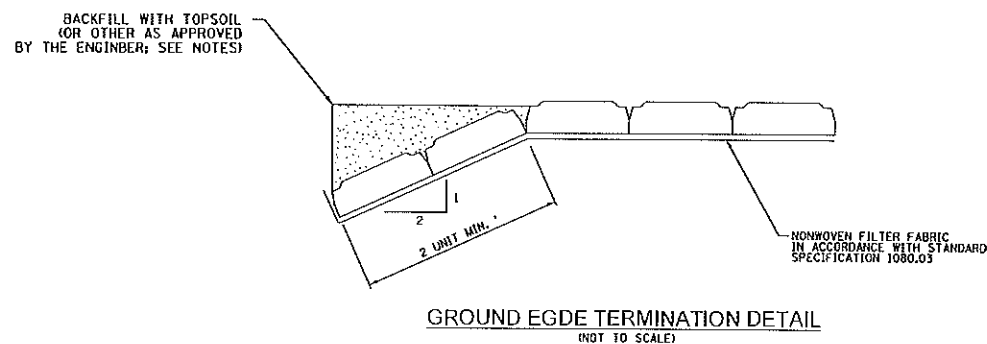 BACKFILL WITH TOPSOIL
(OR OTHER AS APPROVED
BY THE ENGINBER; SEE NOTES)
1
2
2 UNIT MIN. '
NONWOVEN FILTER FABRIC
IN ACCORDANCE WITH STANDARD
SPECIFICATION 1080.03
GROUND EGDE TERMINATION DETAIL
(NOT TO SCALE)